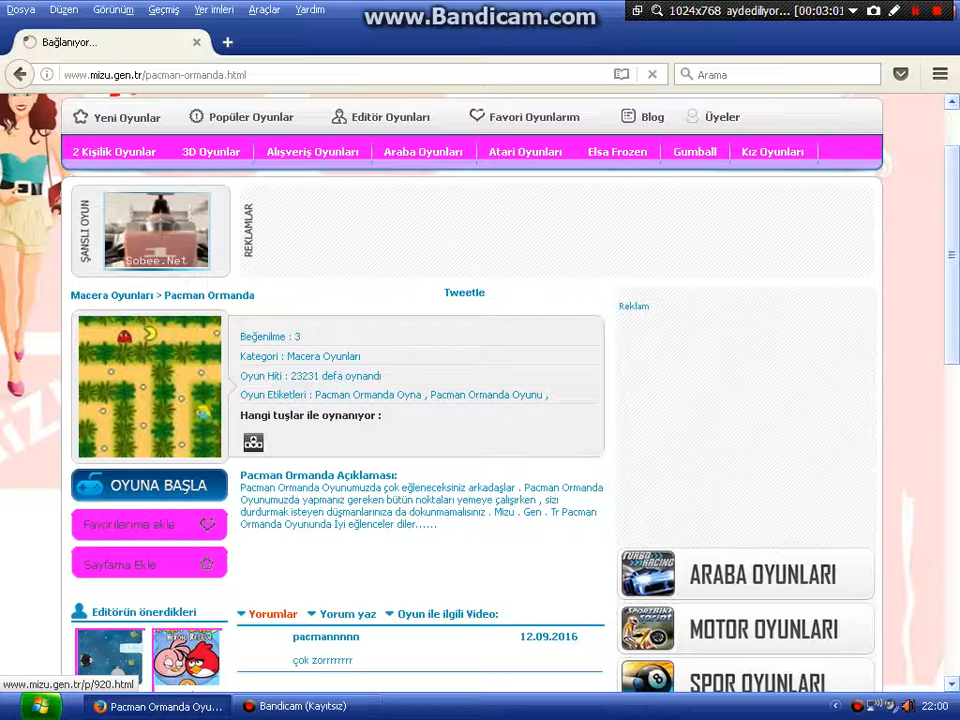 Dosya Düzen Görünüm Geçmiş Yer imleri Araçlar Yardım
www.Bandicam.com
1024x768 aydediliyor... [00:03:01]
Bağlanıyor...
www.mizu.gen.tr/pacman-ormanda.html
Arama
Yeni Oyunlar Popüler Oyunlar Editör Oyunları Favori Oyunlarım Blog Üyeler
2 Kişilik Oyunlar 3D Oyunlar Alışveriş Oyunları Araba Oyunları Atari Oyunları Elsa Frozen Gumball Kız Oyunları
ŞANSLI OYUN
Sobee.Net
REKLAMLAR
Macera Oyunları > Pacman Ormanda
Tweetle
Reklam
Beğenilme : 3
Kategori : Macera Oyunları
Oyun Hiti : 23231 defa oynandı
Oyun Etiketleri : Pacman Ormanda Oyna , Pacman Ormanda Oyunu ,
Hangi tuşlar ile oynanıyor :
OYUNA BAŞLA
Favorilerime ekle
Sayfama Ekle
Pacman Ormanda Açıklaması:
Pacman Ormanda Oyunumuzda çok eğleneceksiniz arkadaşlar . Pacman Ormanda
Oyunumuzda yapmanız gereken bütün noktaları yemeye çalışırken , sizi
durdurmak isteyen düşmanlarınıza da dokunmamalısınız . Mizu . Gen . Tr Pacman
Ormanda Oyununda İyi eğlenceler diler......
TURBO RACING
ARABA OYUNLARI
SPORTBIKE sprint
MOTOR OYUNLARI
8
SPOR OYUNLARI
Editörün önerdikleri
Yorumlar Yorum yaz Oyun ile ilgili Video:
pacmannnnn 12.09.2016
çok zorrrrrrrr
www.mizu.gen.tr/p/920.html
Pacman Ormanda Oyu...
Bandicam (Kayıtsız)
22:00